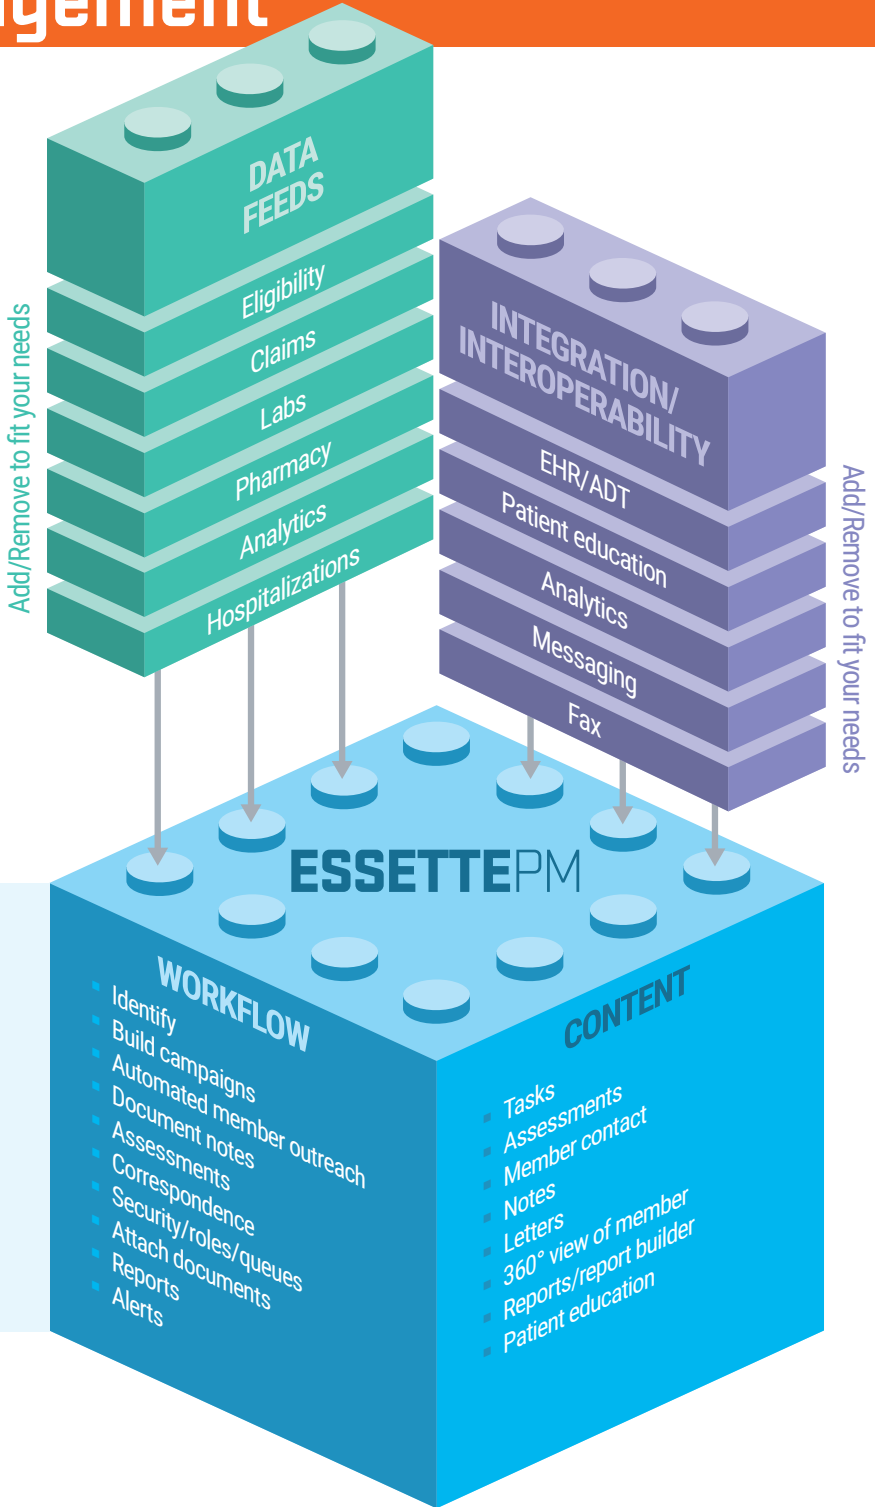 DATA
FEEDS
Eligibility
Claims
Labs
Pharmacy
Analytics
Hospitalizations
Add/Remove to fit your needs
INTEGRATION/
INTEROPERABILITY
EHR/ADT
Patient education
Analytics
Messaging
Fax
Add/Remove to fit your needs
ESSETTEPM
WORKFLOW
Identify
Build campaigns
Automated member outreach
Document notes
Assessments
Correspondence
Security/roles/queues
Attach documents
Reports
Alerts
CONTENT
Tasks
Assessments
Member contact
Notes
Letters
360° view of member
Reports/report builder
Patient education